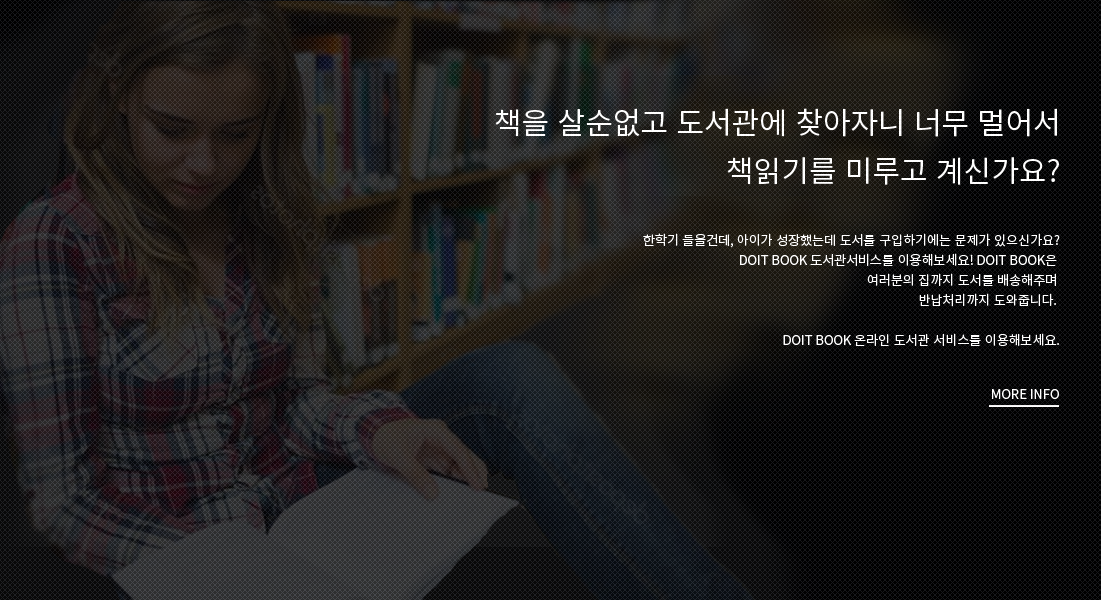 책을 살순없고 도서관에 찾아자니 너무 멀어서
책읽기를 미루고 계신가요?
한학기 들을건데, 아이가 성장했는데 도서를 구입하기에는 문제가 있으신가요?
DOIT BOOK 도서관서비스를 이용해보세요! DOIT BOOK은
여러분의 집까지 도서를 배송해주며
반납처리까지 도와줍니다.
DOIT BOOK 온라인 도서관 서비스를 이용해보세요.
MORE INFO